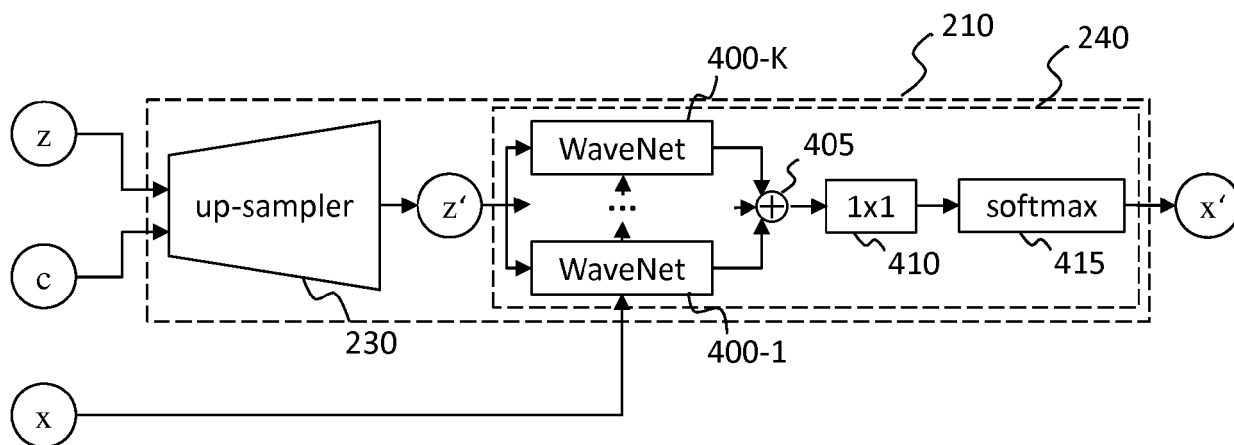 210
240
400-K
z
WaveNet
405
up-sampler
z‘
...
1x1
softmax
x‘
c
WaveNet
410
415
230
400-1
x